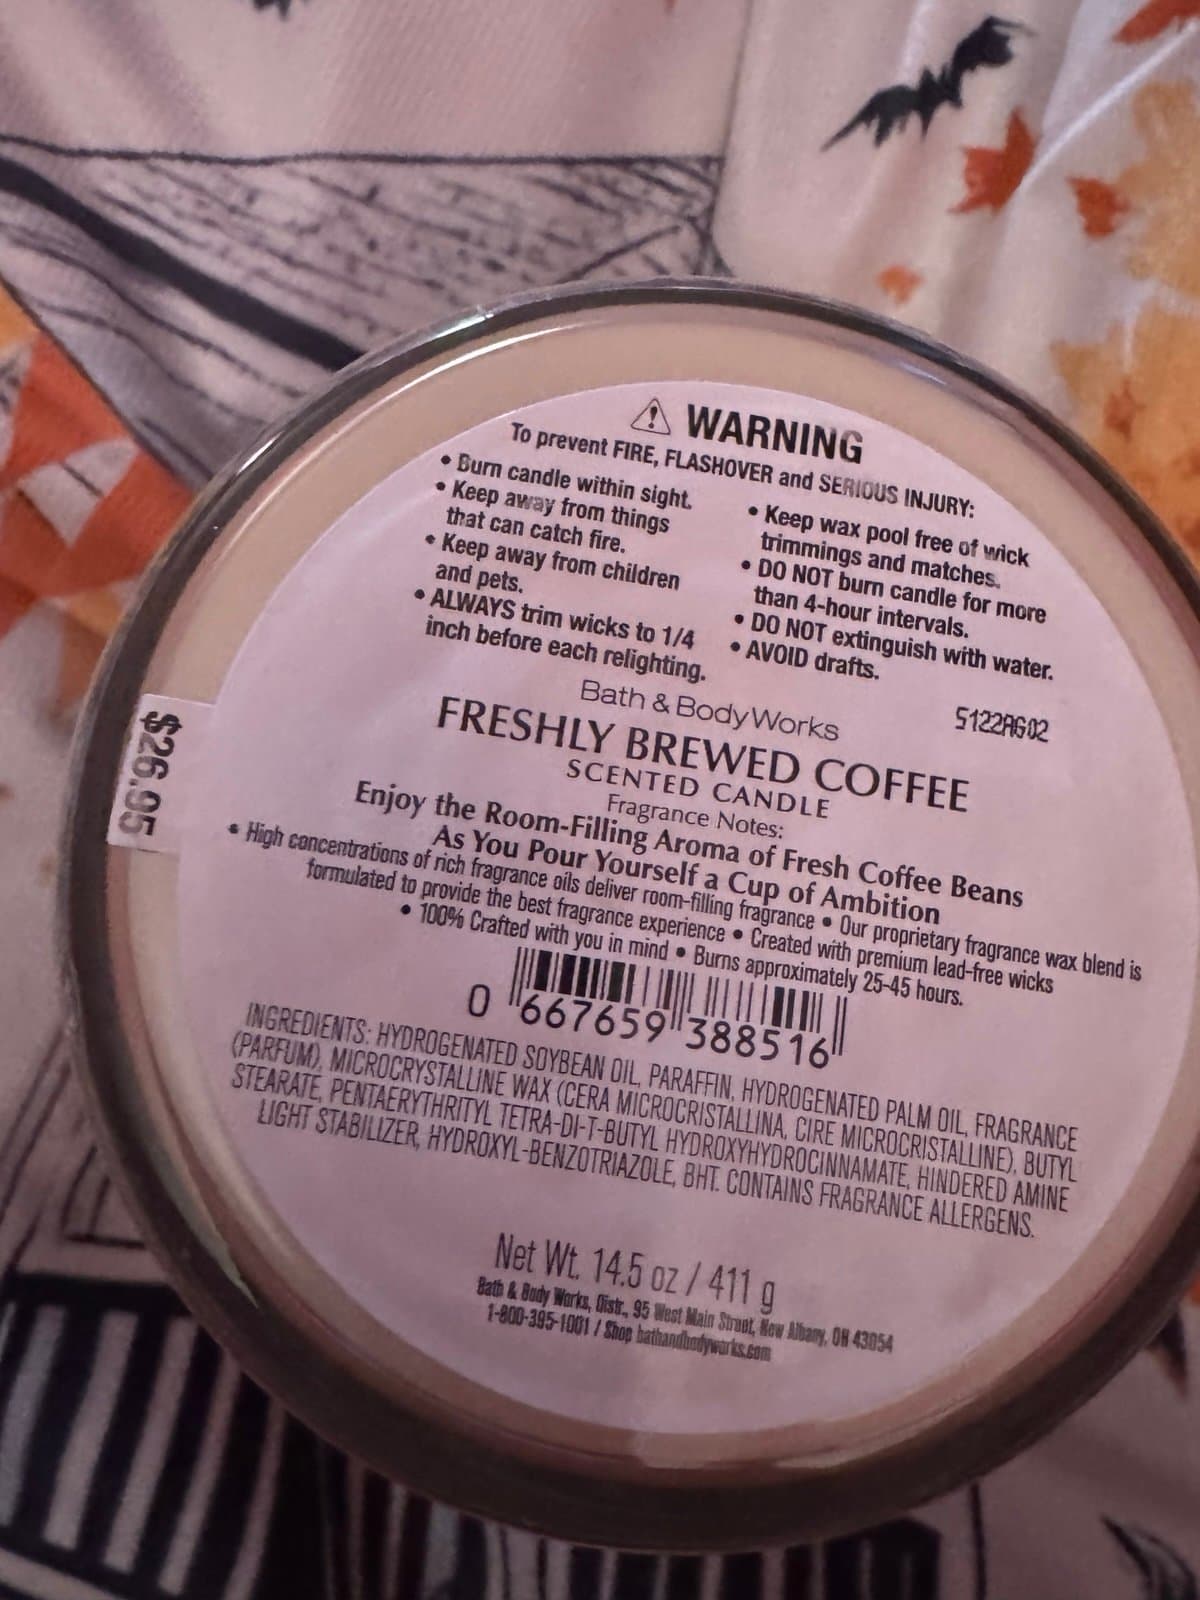 WARNING
To prevent FIRE, FLASHOVER and SERIOUS INJURY:
• Burn candle within sight.
• Keep away from things
that can catch fire.
• Keep away from children
and pets.
• ALWAYS trim wicks to 1/4
inch before each relighting.
• Keep wax pool free of wick
trimmings and matches.
• DO NOT burn candle for more
than 4-hour intervals.
• DO NOT extinguish with water.
• AVOID drafts.
5122AG02
Bath & Body Works
FRESHLY BREWED COFFEE
SCENTED CANDLE
Fragrance Notes:
Enjoy the Room-Filling Aroma of Fresh Coffee Beans
As You Pour Yourself a Cup of Ambition
• High concentrations of rich fragrance oils deliver room-filling fragrance • Our proprietary fragrance wax blend is
formulated to provide the best fragrance experience • Created with premium lead-free wicks
• 100% Crafted with you in mind • Burns approximately 25-45 hours.
0 667659 388516
INGREDIENTS: HYDROGENATED SOYBEAN OIL, PARAFFIN, HYDROGENATED PALM OIL, FRAGRANCE
(PARFUM), MICROCRYSTALLINE WAX (CERA MICROCRISTALLINA, CIRE MICROCRISTALLINE), BUTYL
STEARATE, PENTAERYTHRITYL TETRA-DI-T-BUTYL HYDROXYHYDROCINNAMATE, HINDERED AMINE
LIGHT STABILIZER, HYDROXYL-BENZOTRIAZOLE, BHT. CONTAINS FRAGRANCE ALLERGENS.
Net Wt. 14.5 oz / 411 g
Bath & Body Works, Distr., 95 West Main Street, New Albany, OH 43054
1-800-395-1001 / Shop bathandbodyworks.com
$26.95